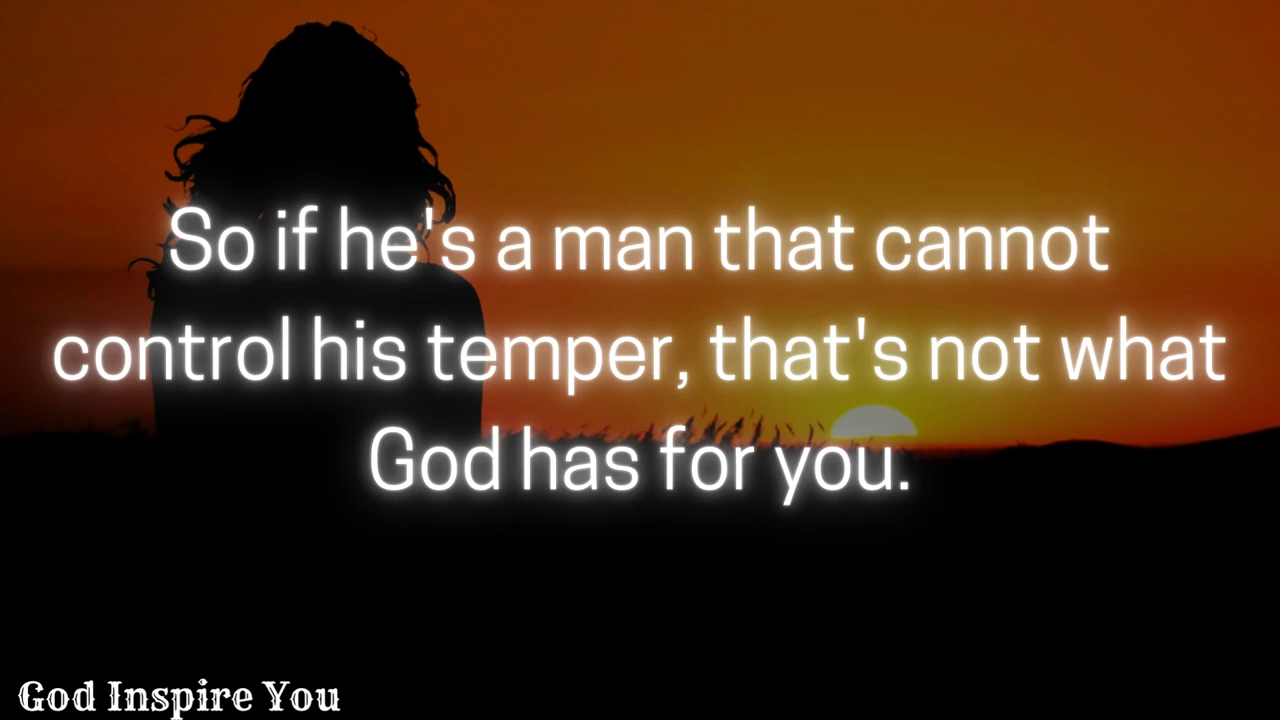 So if he's a man that cannot
control his temper, that's not what
God has for you.
God Inspire You